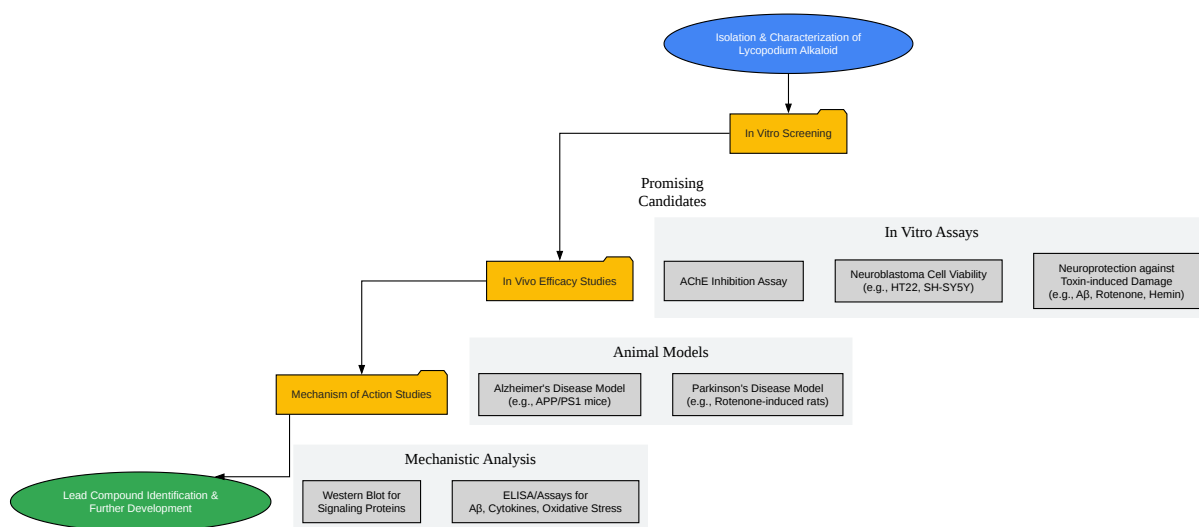 Isolation & Characterization of
Lycopodium Alkaloid
In Vitro Screening
Promising
Candidates
In Vitro Assays
AChE Inhibition Assay
Neuroblastoma Cell Viability
(e.g., HT22, SH-SY5Y)
Neuroprotection against
Toxin-induced Damage
(e.g., Aβ, Rotenone, Hemin)
In Vivo Efficacy Studies
Animal Models
Alzheimer's Disease Model
(e.g., APP/PS1 mice)
Parkinson's Disease Model
(e.g., Rotenone-induced rats)
Mechanism of Action Studies
Mechanistic Analysis
Western Blot for
Signaling Proteins
ELISA/Assays for
Aβ, Cytokines, Oxidative Stress
Lead Compound Identification &
Further Development